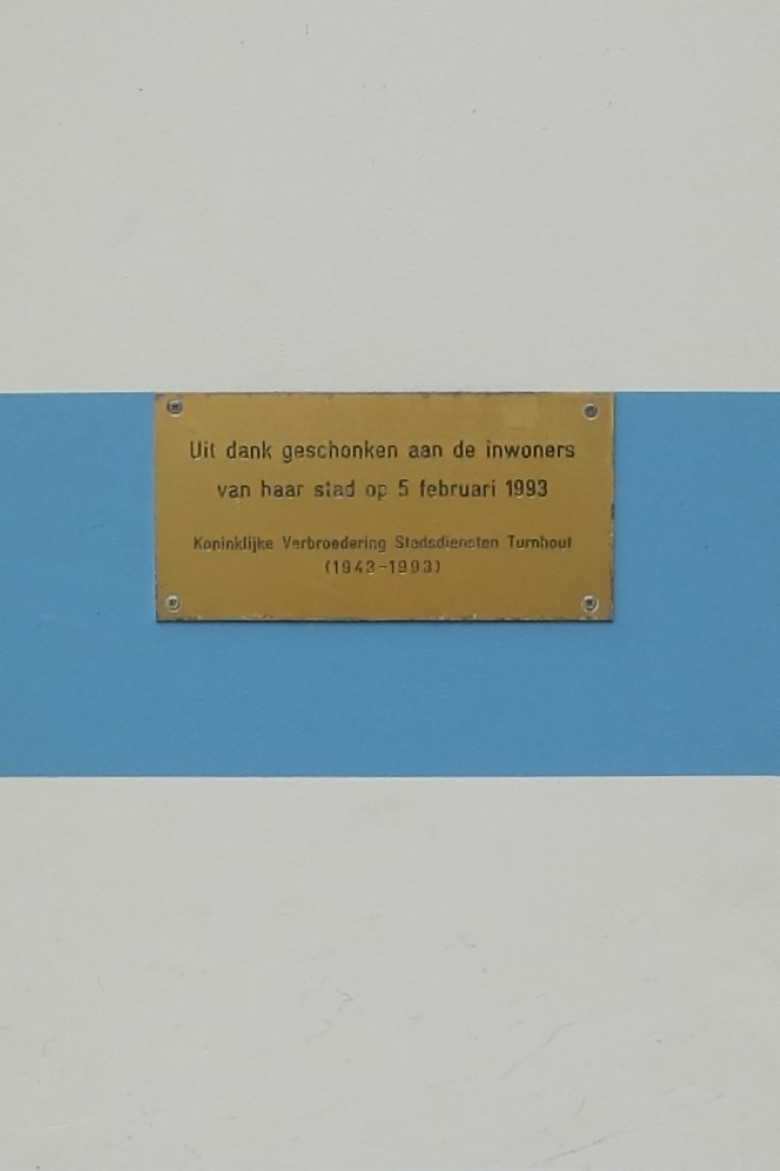 Uit dank geschonken aan de inwoners
van haar stad op 5 februari 1993
Koninklijke Verbroedering Stadsdiensten Turnhout
(1943-1993)